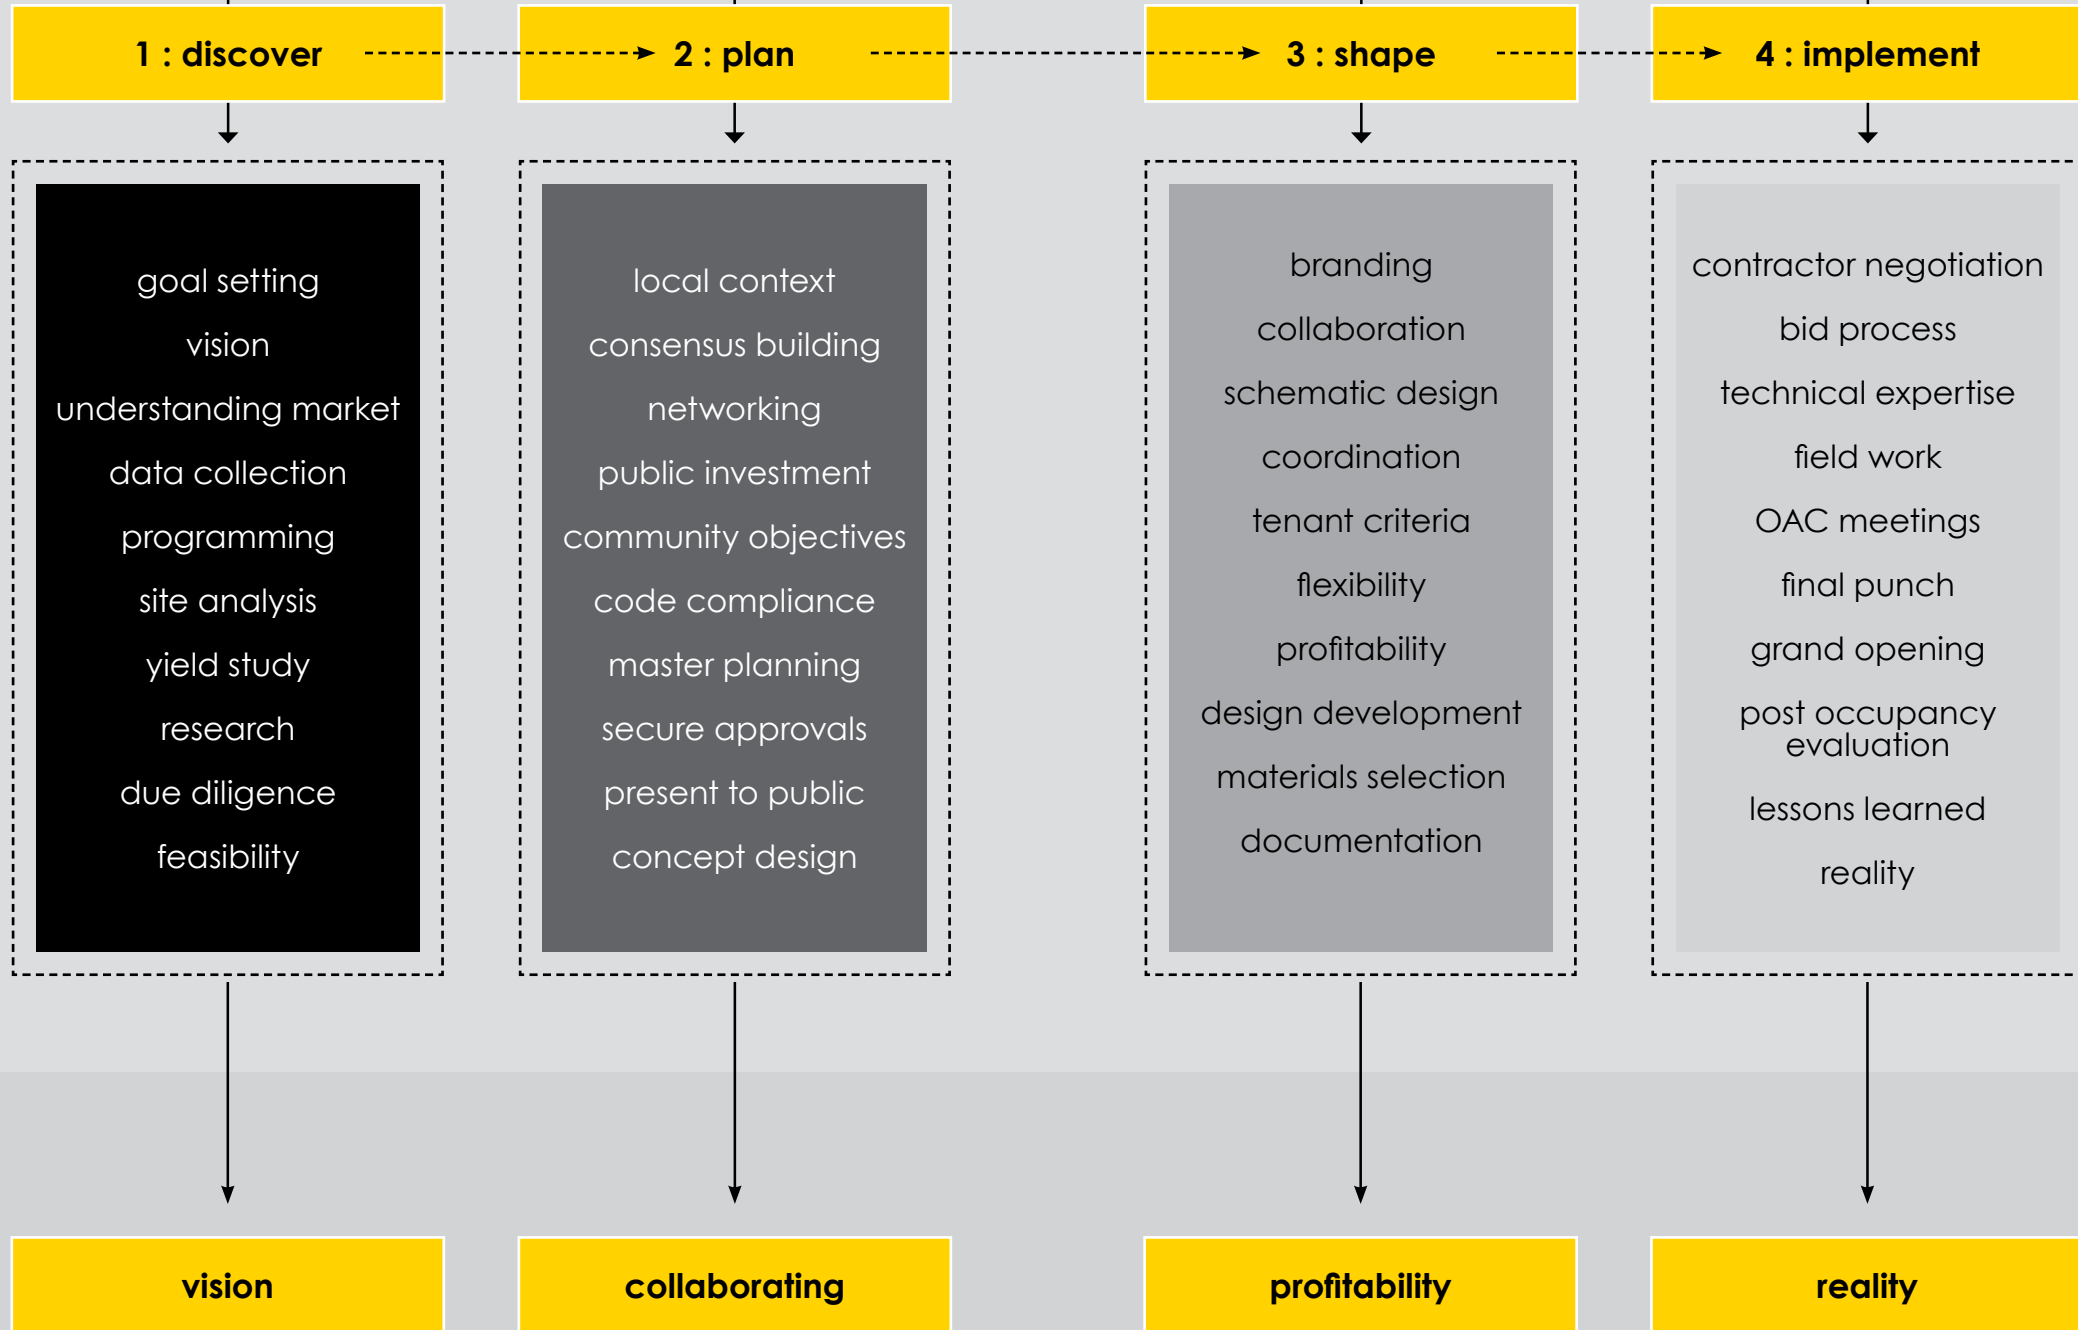 1 : discover
2 : plan
3 : shape
4 : implement
goal setting
vision
understanding market
data collection
programming
site analysis
yield study
research
due diligence
feasibility
local context
consensus building
networking
public investment
community objectives
code compliance
master planning
secure approvals
present to public
concept design
branding
collaboration
schematic design
coordination
tenant criteria
flexibility
profitability
design development
materials selection
documentation
contractor negotiation
bid process
technical expertise
field work
OAC meetings
final punch
grand opening
post occupancy
evaluation
lessons learned
reality
vision
collaborating
profitability
reality